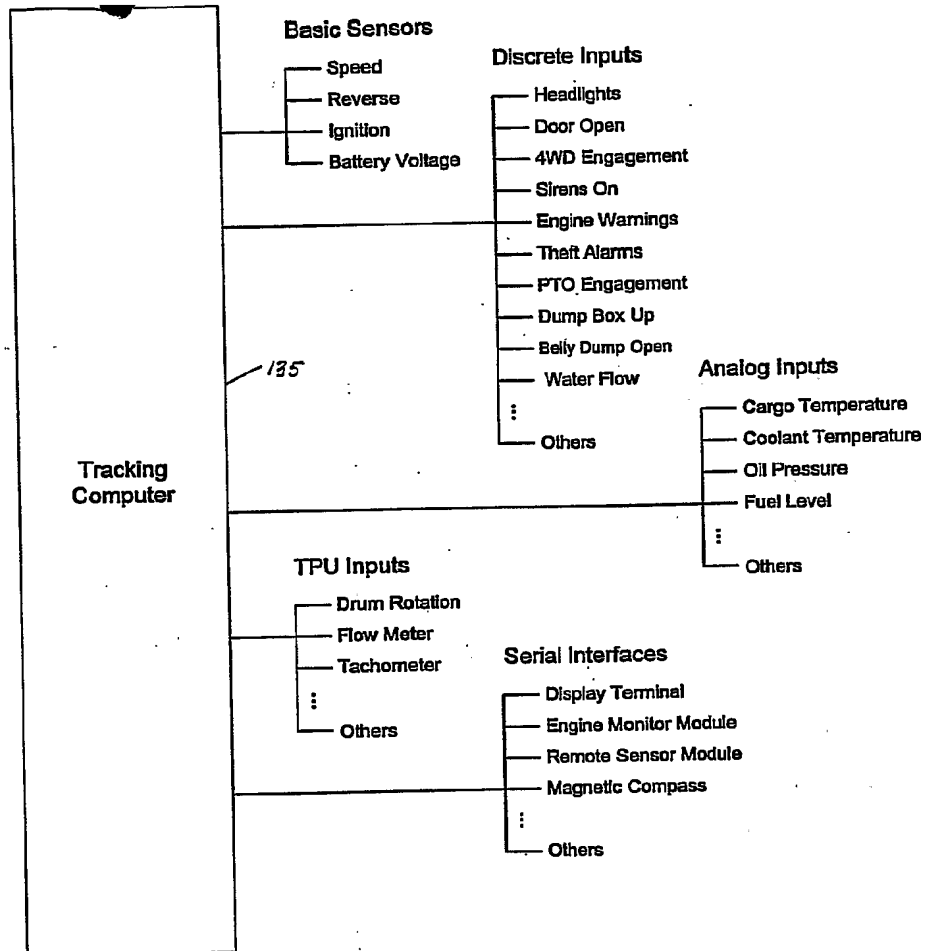 Basic Sensors
Speed
Reverse
Ignition
Battery Voltage
Discrete Inputs
Headlights
Door Open
4WD Engagement
Sirens On
Engine Warnings
Theft Alarms
PTO Engagement
Dump Box Up
Belly Dump Open
Water Flow
Others
135
Tracking
Computer
Analog Inputs
Cargo Temperature
Coolant Temperature
Oil Pressure
Fuel Level
Others
TPU Inputs
Drum Rotation
Flow Meter
Tachometer
Others
Serial Interfaces
Display Terminal
Engine Monitor Module
Remote Sensor Module
Magnetic Compass
Others